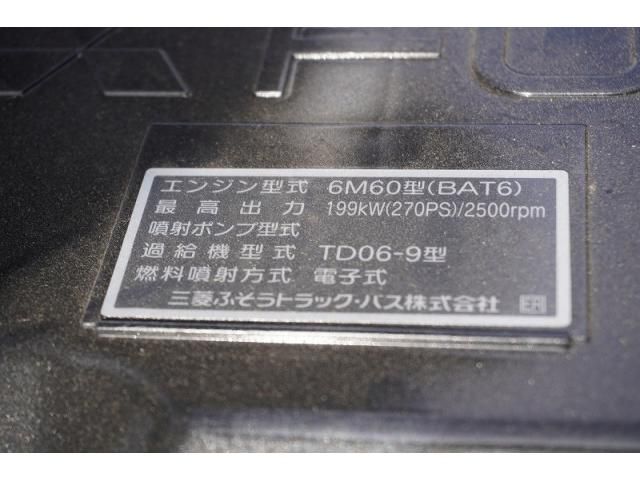 エンジン型式 6M60型(BAT6)
最高出力 199kW(270PS)/2500rpm
噴射ポンプ型式
過給機型式 TD06-9型
燃料噴射方式 電子式
三菱ふそうトラック・バス株式会社